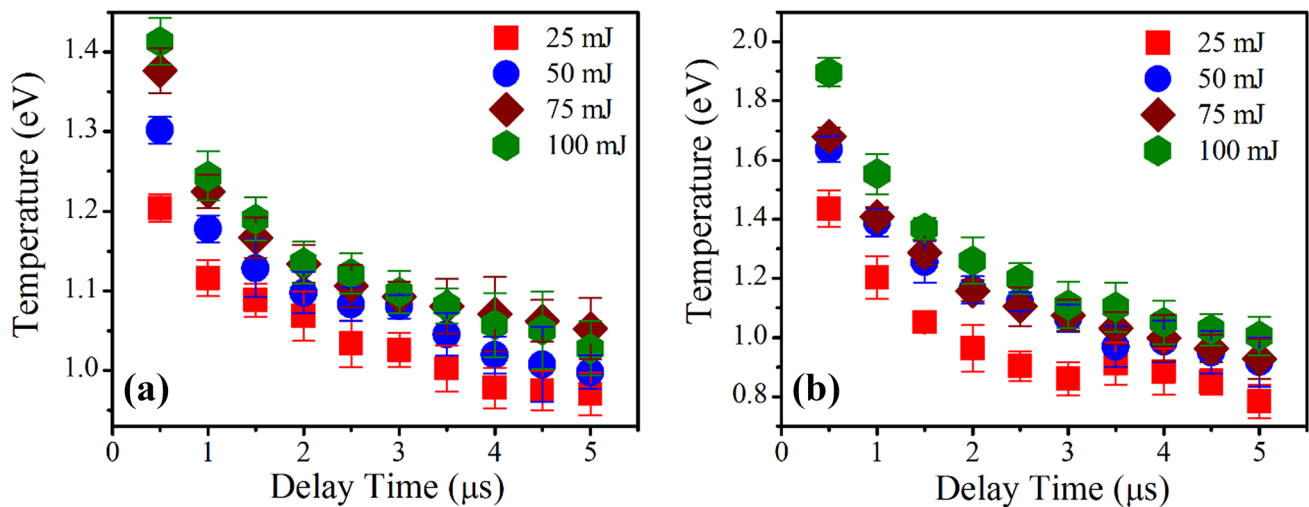 1.4
1.3
1.2
1.1
1.0
Temperature (eV)
25 mJ
50 mJ
75 mJ
100 mJ
(a)
0 1 2 3 4 5
Delay Time (μs)
2.0
1.8
1.6
1.4
1.2
1.0
0.8
Temperature (eV)
25 mJ
50 mJ
75 mJ
100 mJ
(b)
0 1 2 3 4 5
Delay Time (μs)